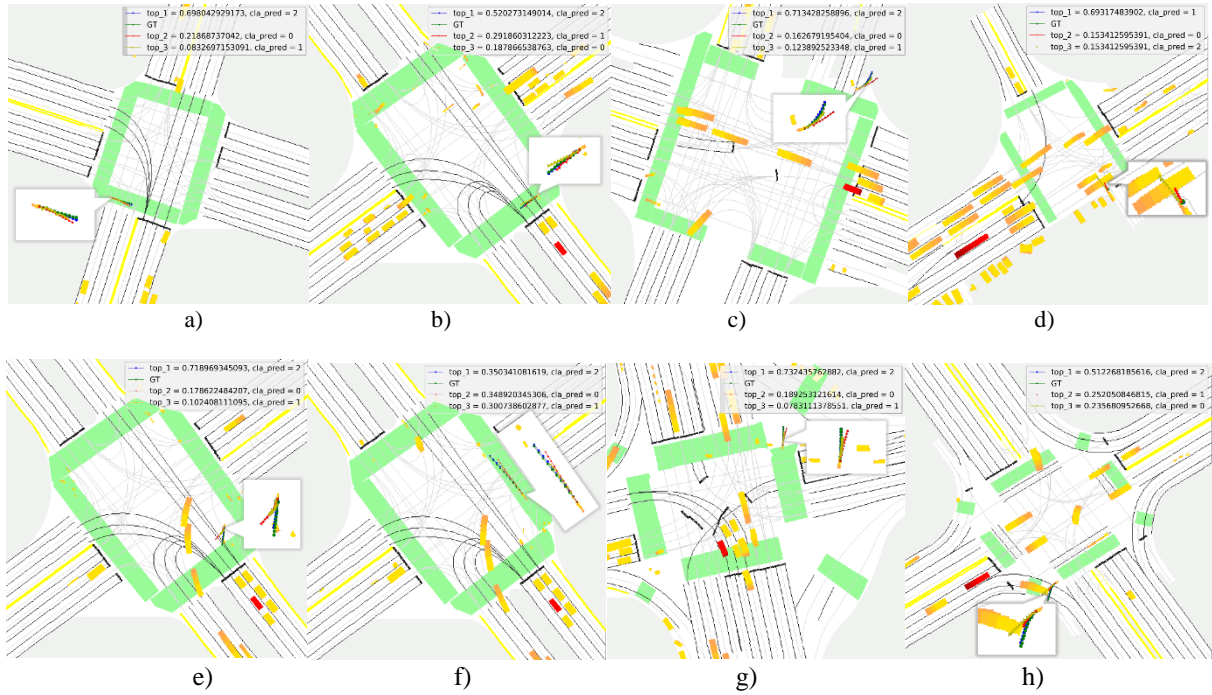 top_1 = 0.698042929173, cla_pred = 2
GT
top_2 = 0.21868737042, cla_pred = 0
top_3 = 0.0832697153091, cla_pred = 1
top_1 = 0.520273149014, cla_pred = 2
GT
top_2 = 0.291860312223, cla_pred = 1
top_3 = 0.187866538763, cla_pred = 0
top_1 = 0.713428258896, cla_pred = 2
GT
top_2 = 0.162679195404, cla_pred = 0
top_3 = 0.123892523348, cla_pred = 1
top_1 = 0.69317483902, cla_pred = 1
GT
top_2 = 0.153412595391, cla_pred = 0
top_3 = 0.153412595391, cla_pred = 2
a)
b)
c)
d)
top_1 = 0.718969345093, cla_pred = 2
GT
top_2 = 0.178622484207, cla_pred = 0
top_3 = 0.102408111095, cla_pred = 1
top_1 = 0.350341081619, cla_pred = 2
GT
top_2 = 0.348920345306, cla_pred = 0
top_3 = 0.300738602877, cla_pred = 1
top_1 = 0.732435762882, cla_pred = 2
GT
top_2 = 0.189253121614, cla_pred = 0
top_3 = 0.0783111378551, cla_pred = 1
top_1 = 0.512268185616, cla_pred = 2
GT
top_2 = 0.252050846815, cla_pred = 1
top_3 = 0.235680952668, cla_pred = 0
e)
f)
g)
h)